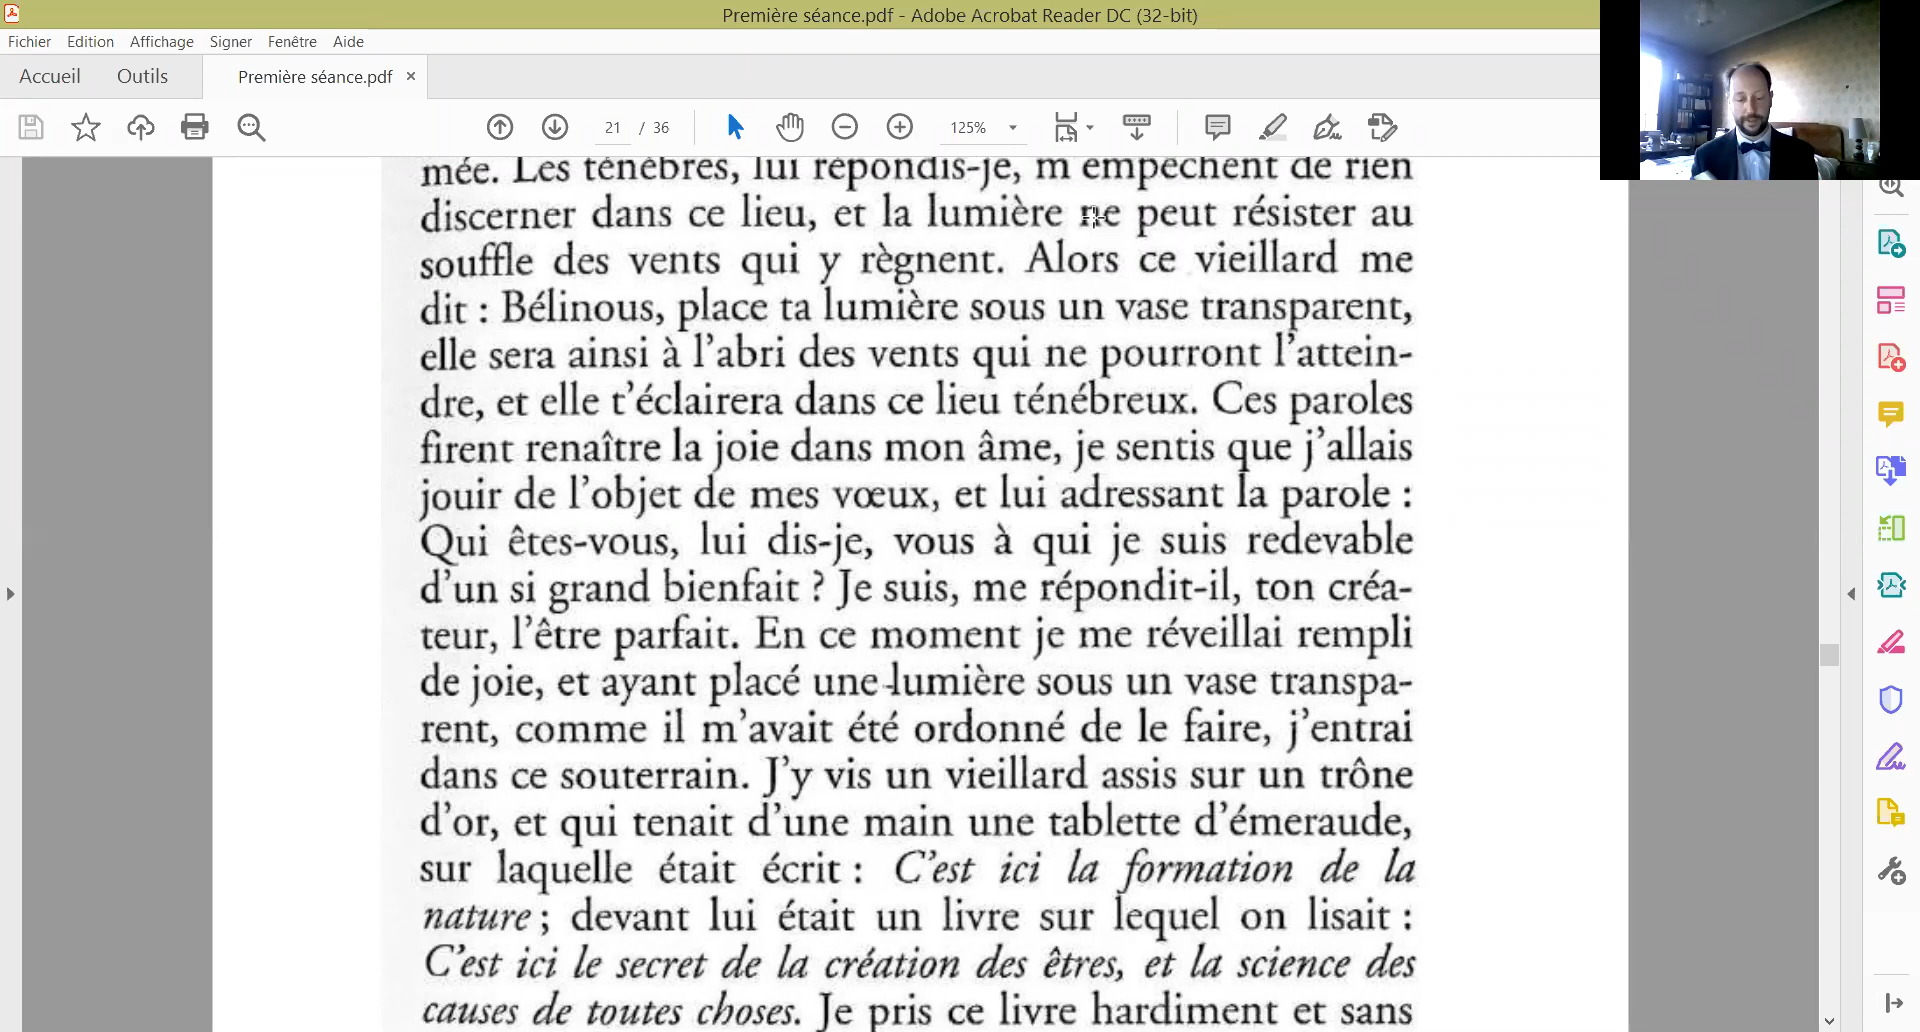 Première séance.pdf - Adobe Acrobat Reader DC (32-bit)
Fichier Edition Affichage Signer Fenêtre Aide
Accueil Outils Première séance.pdf ×
21 / 36 125%
mée. Les ténèbres, lui répondis-je, m'empêchent de rien
discerner dans ce lieu, et la lumière ne peut résister au
souffle des vents qui y règnent. Alors ce vieillard me
dit : Bélinous, place ta lumière sous un vase transparent,
elle sera ainsi à l'abri des vents qui ne pourront l'attein-
dre, et elle t'éclairera dans ce lieu ténébreux. Ces paroles
firent renaître la joie dans mon âme, je sentis que j'allais
jouir de l'objet de mes vœux, et lui adressant la parole :
Qui êtes-vous, lui dis-je, vous à qui je suis redevable
d'un si grand bienfait ? Je suis, me répondit-il, ton créa-
teur, l'être parfait. En ce moment je me réveillai rempli
de joie, et ayant placé une lumière sous un vase transpa-
rent, comme il m'avait été ordonné de le faire, j'entrai
dans ce souterrain. J'y vis un vieillard assis sur un trône
d'or, et qui tenait d'une main une tablette d'émeraude,
sur laquelle était écrit : C'est ici la formation de la
nature ; devant lui était un livre sur lequel on lisait :
C'est ici le secret de la création des êtres, et la science des
causes de toutes choses. Je pris ce livre hardiment et sans